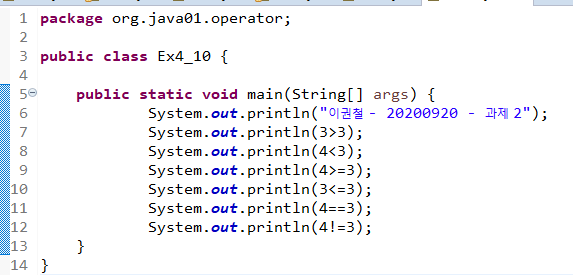 1 package org.java01.operator;
2
3 public class Ex4_10 {
4
5 public static void main(String[] args) {
6 System.out.println("이권철 - 20200920 - 과제 2");
7 System.out.println(3>3);
8 System.out.println(4<3);
9 System.out.println(4>=3);
10 System.out.println(3<=3);
11 System.out.println(4==3);
12 System.out.println(4!=3);
13 }
14 }